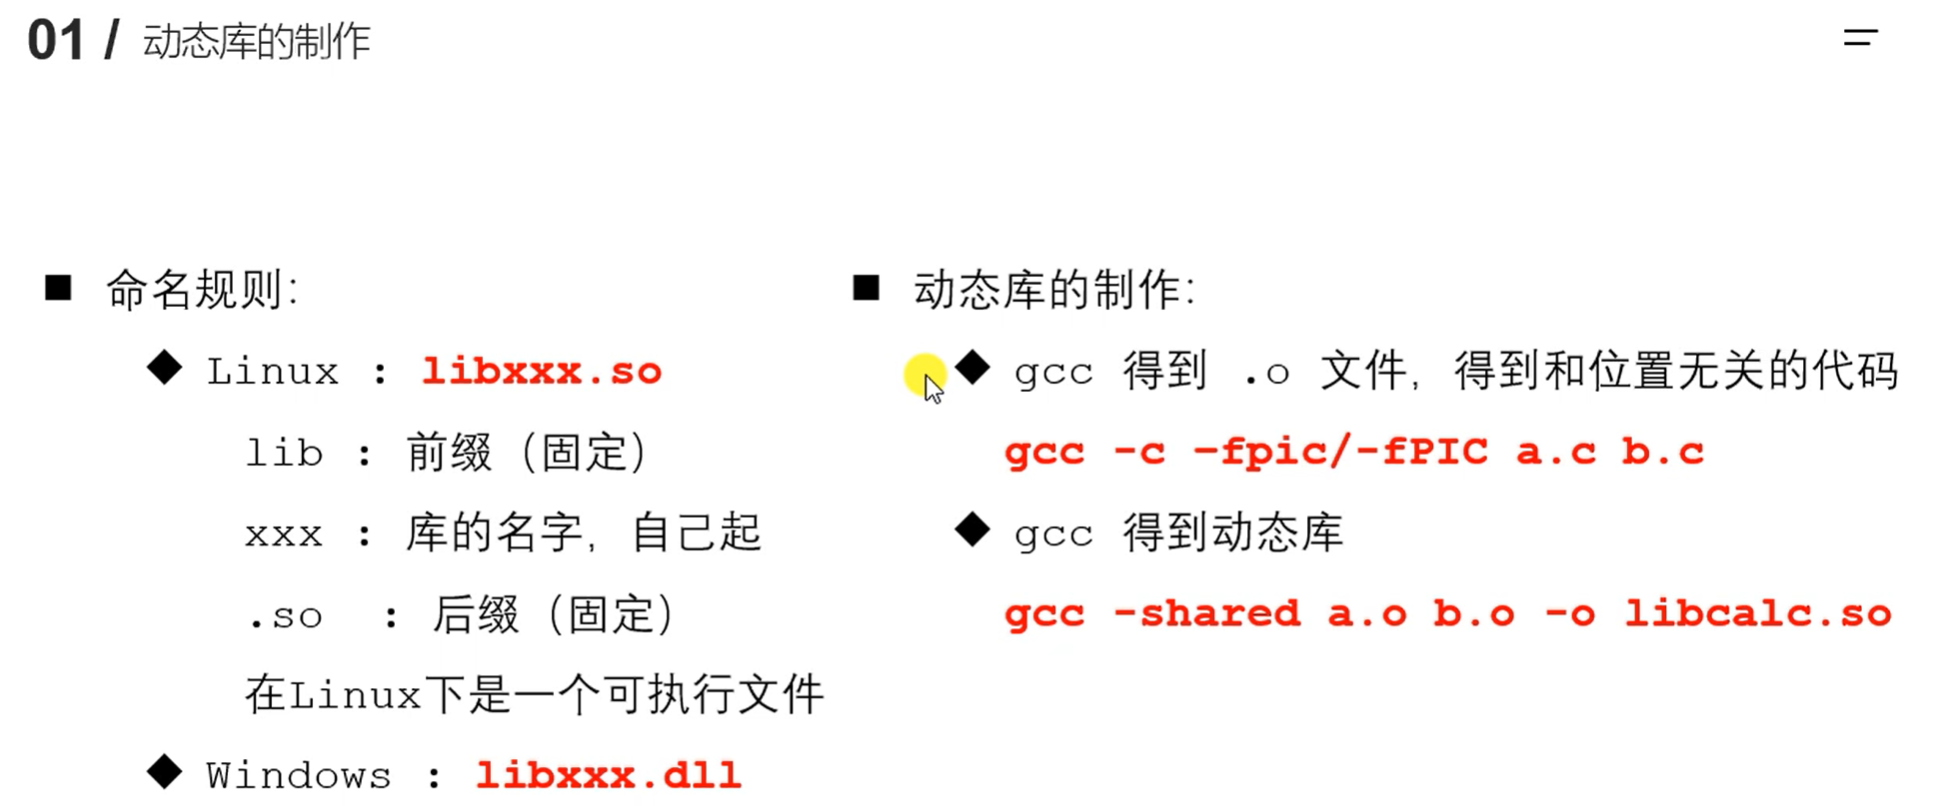 01 / 动态库的制作
■ 命名规则:
◆ Linux : libxxx.so
lib : 前缀 (固定)
xxx : 库的名字, 自己起
.so : 后缀 (固定)
在Linux下是一个可执行文件
◆ Windows : libxxx.dll
■ 动态库的制作:
◆ gcc 得到 .o 文件, 得到和位置无关的代码
gcc -c -fpic/-fPIC a.c b.c
◆ gcc 得到动态库
gcc -shared a.o b.o -o libcalc.so